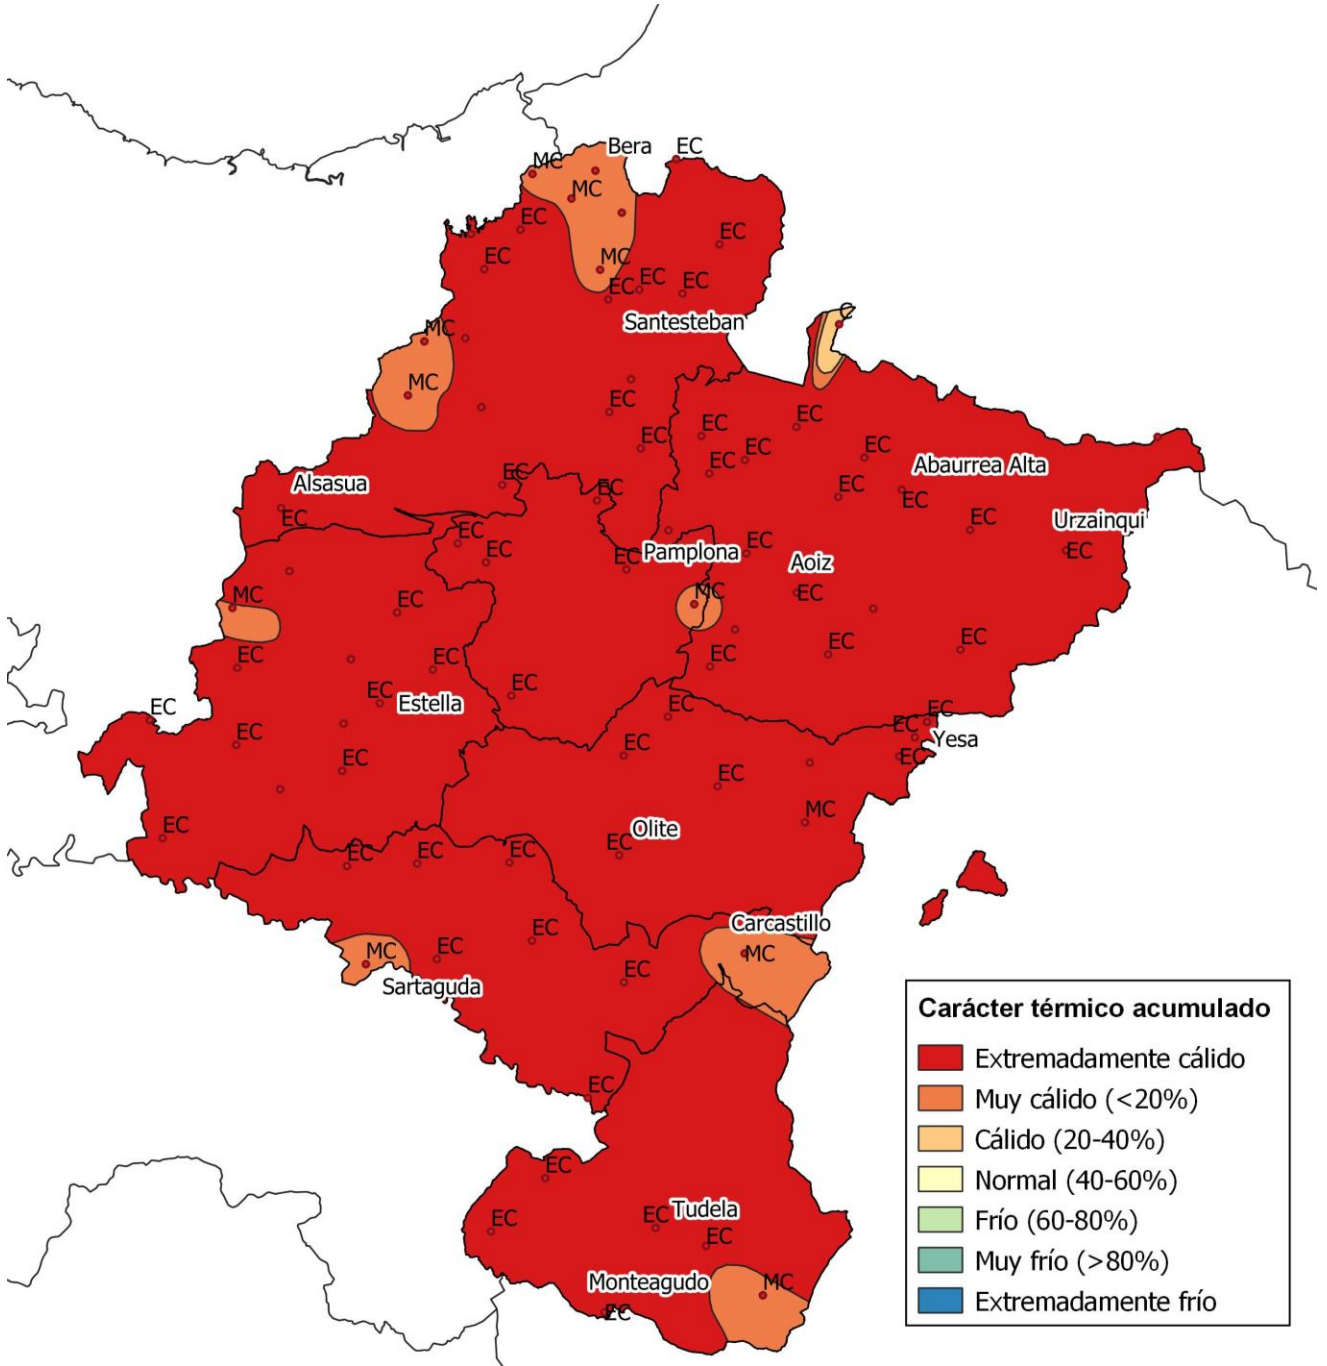 Bera
EC
MC
MC
EC
EC
EC
MC
EC
EC
EC
Santesteban
C
MC
MC
EC
EC
EC
EC
EC
EC
EC
Abaurrea Alta
Alsasua
EC
EC
EC
EC
EC
EC
Urzainqui
EC
EC
EC
Pamplona
EC
EC
Aoiz
EC
MC
MC
EC
EC
EC
EC
EC
EC
EC
Estella
EC
EC
EC
EC
EC
Yesa
EC
EC
EC
EC
EC
MC
EC
Olite
EC
EC
EC
Carcastillo
EC
MC
EC
MC
EC
Sartaguda
EC
EC
EC
Tudela
EC
EC
EC
Monteagudo
MC
EC
Carácter térmico acumulado
Extremadamente cálido
Muy cálido (<20%)
Cálido (20-40%)
Normal (40-60%)
Frío (60-80%)
Muy frío (>80%)
Extremadamente frío